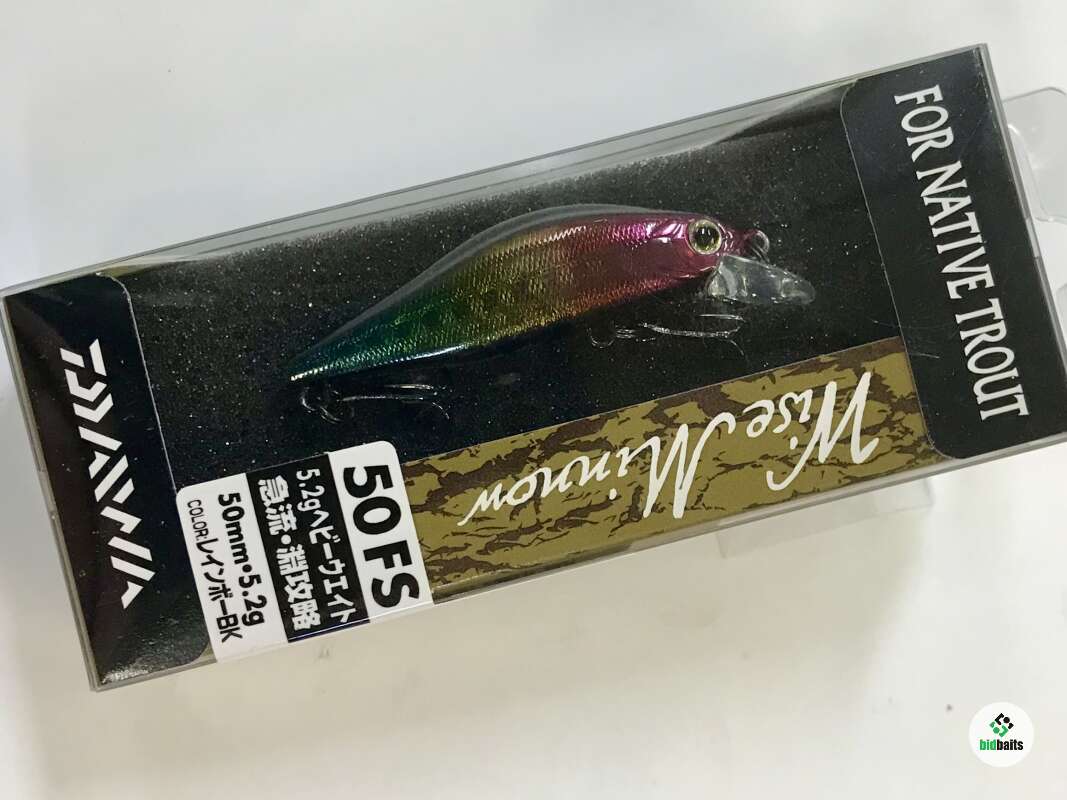 FOR NATIVE TROUT
DAIWA
Wise Minnow
50FS
5.2gヘビーウエイト
急流・淵攻略
50mm•5.2g
COLOR:レインボーBK
bidbaits